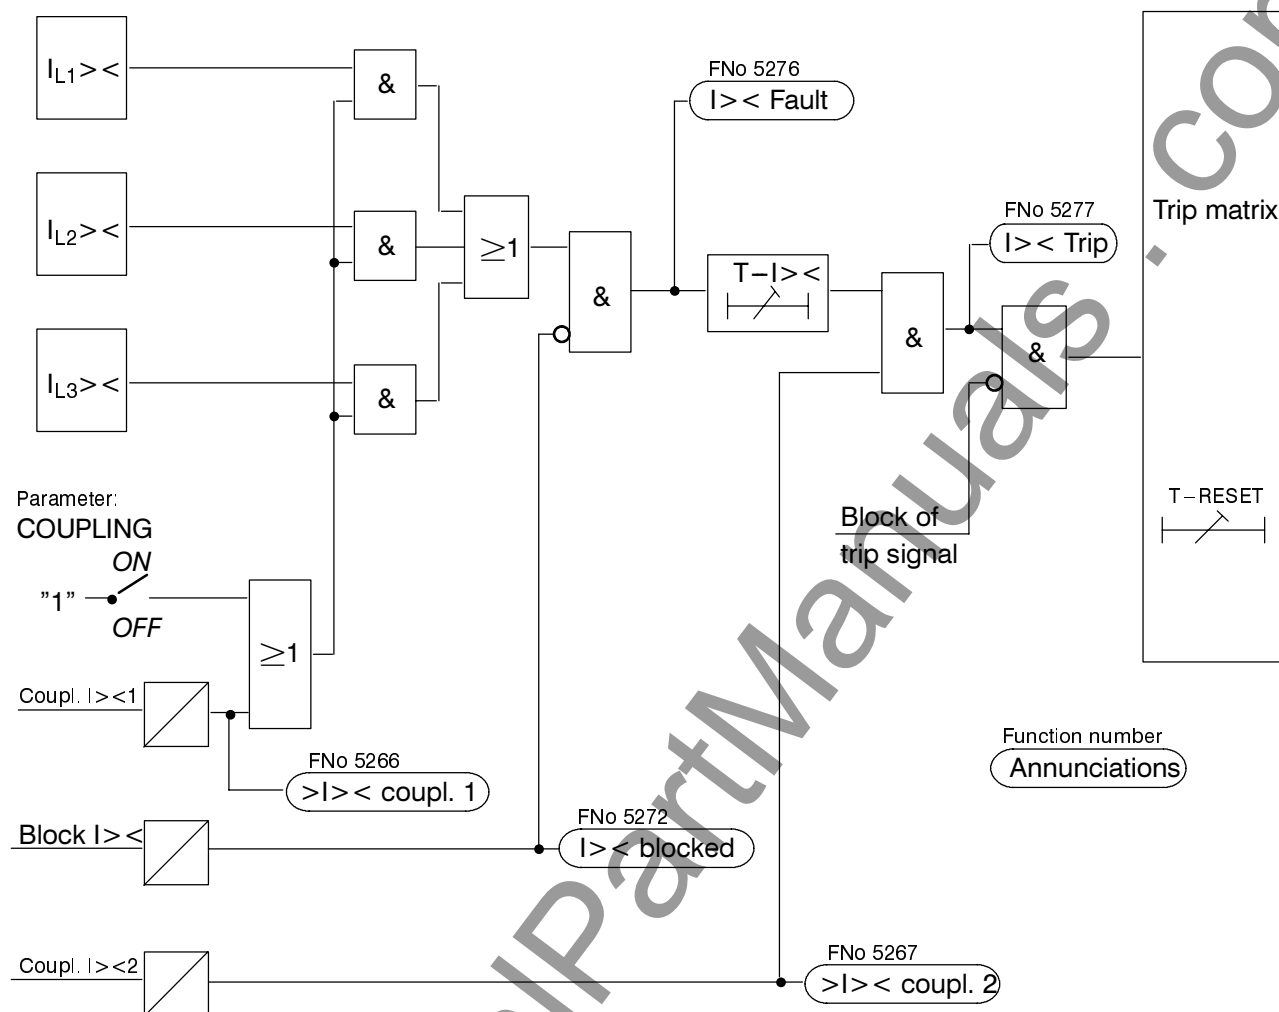 IL1><
&
FNo 5276
I>< Fault
IL2><
&
≥1
&
T–I><
FNo 5277
I>< Trip
Trip matrix
&
&
IL3><
&
Parameter:
COUPLING
ON
"1"
OFF
≥1
Block of
trip signal
T–RESET
Coupl. I><1
FNo 5266
>I>< coupl. 1
Function number
Annunciations
Block I><
FNo 5272
I>< blocked
Coupl. I><2
FNo 5267
>I>< coupl. 2
lPartManuals . com